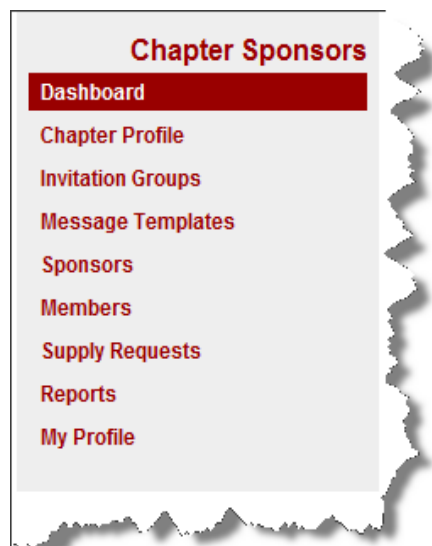 Chapter Sponsors
Dashboard
Chapter Profile
Invitation Groups
Message Templates
Sponsors
Members
Supply Requests
Reports
My Profile